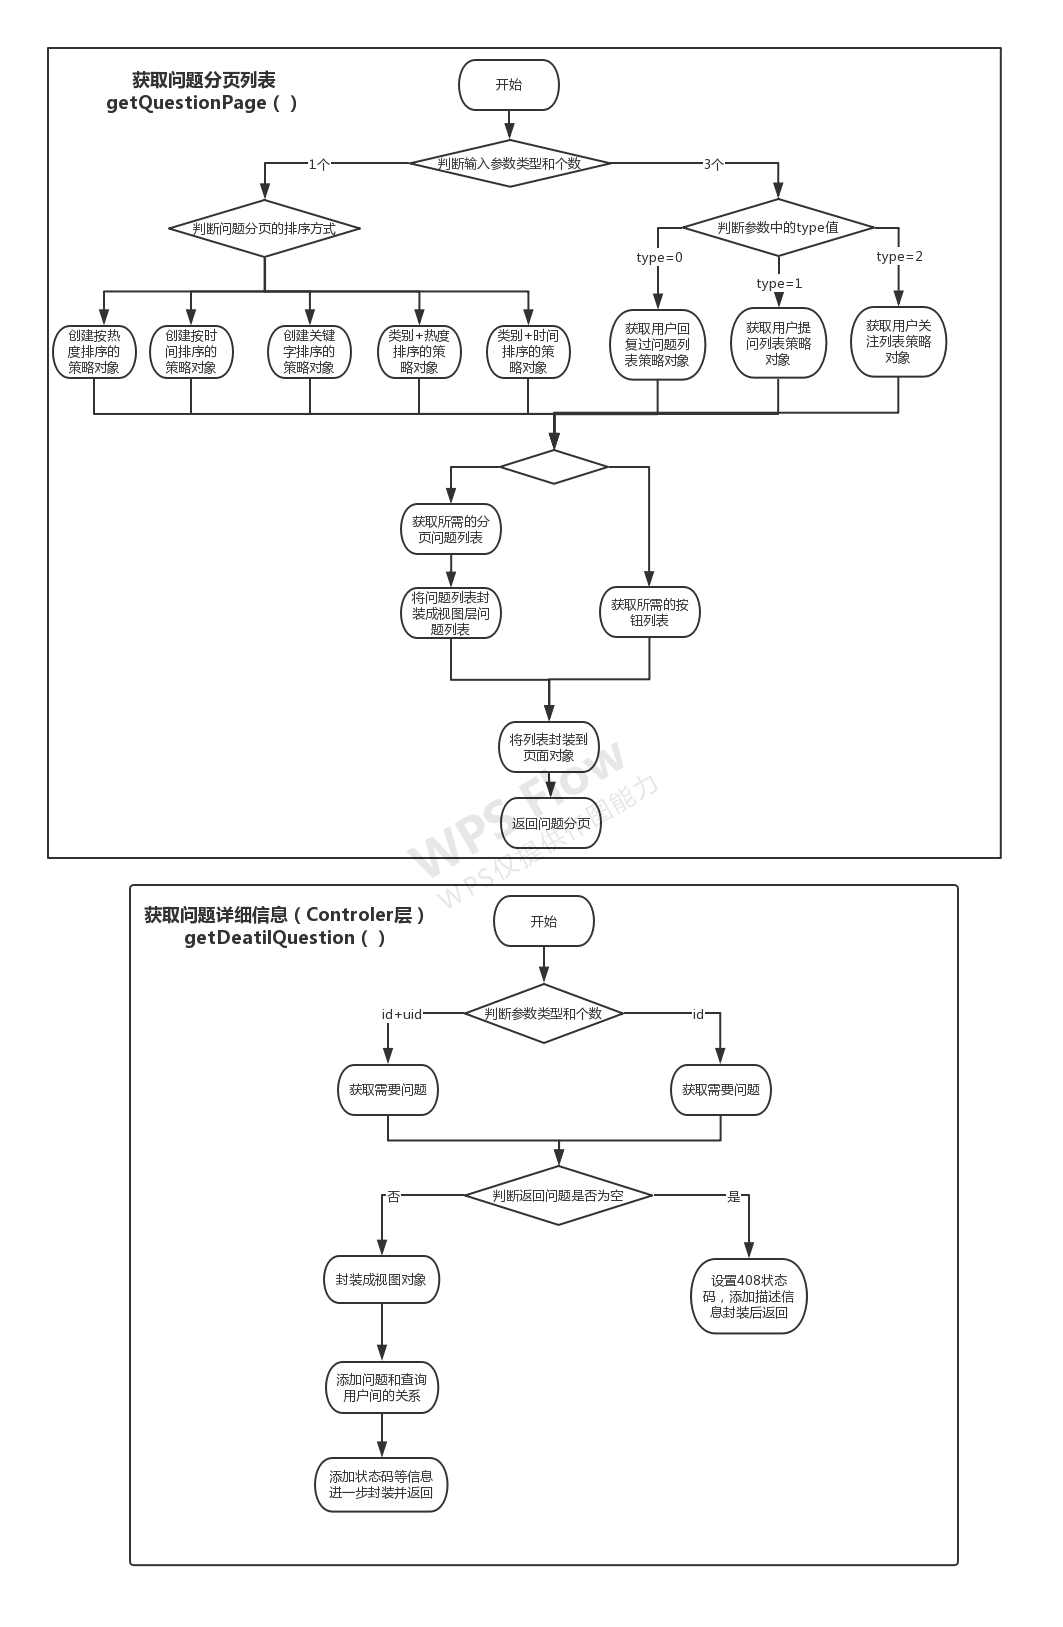 获取问题分页列表
getQuestionPage（ ）
开始
判断输入参数类型和个数
1个
3个
判断问题分页的排序方式
判断参数中的type值
type=0
type=1
type=2
创建按热
度排序的
策略对象
创建按时
间排序的
策略对象
创建关键
字排序的
策略对象
类别+热度
排序的策
略对象
类别+时间
排序的策
略对象
获取用户回
复过问题列
表策略对象
获取用户提
问列表策略
对象
获取用户关
注列表策略
对象
获取所需的分
页问题列表
将问题列表封
装成视图层问
题列表
获取所需的按
钮列表
将列表封装到
页面对象
返回问题分页
WPS Flow
WPS仅提供作图能力
获取问题详细信息（Controler层）
getDeatilQuestion（ ）
开始
判断参数类型和个数
id+uid
id
获取需要问题
获取需要问题
判断返回问题是否为空
否
是
封装成视图对象
设置408状态
码，添加描述信
息封装后返回
添加问题和查询
用户间的关系
添加状态码等信息
进一步封装并返回